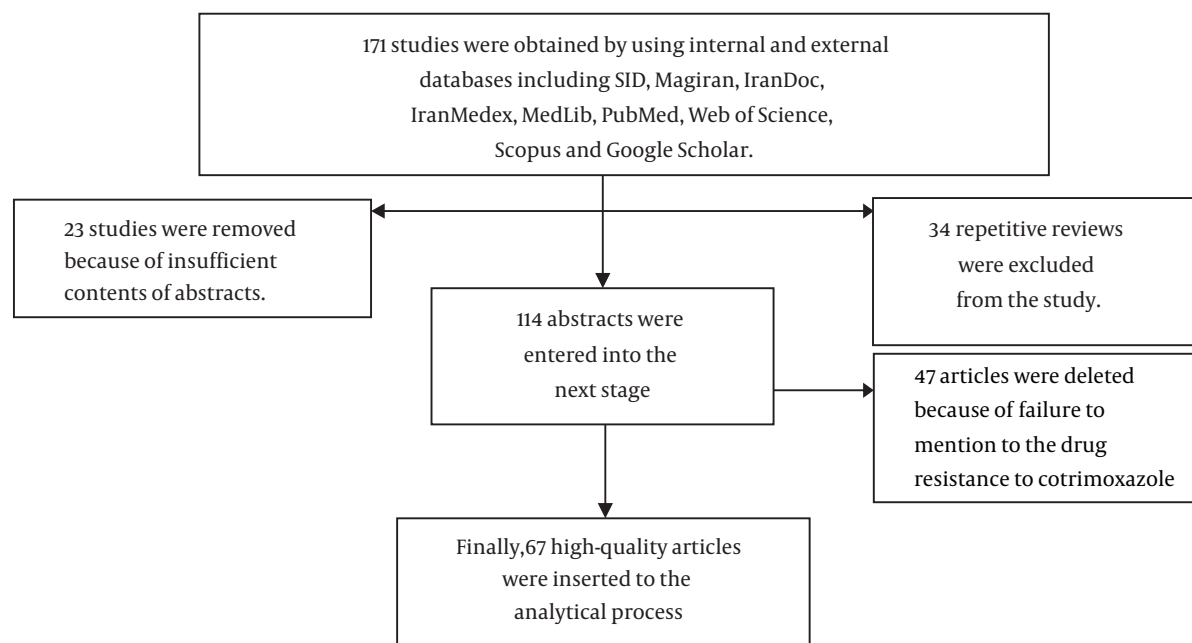 171 studies were obtained by using internal and external
databases including SID, Magiran, IranDoc,
IranMedex, MedLib, PubMed, Web of Science,
Scopus and Google Scholar.
23 studies were removed
because of insufficient
contents of abstracts.
34 repetitive reviews
were excluded
from the study.
114 abstracts were
entered into the
next stage
47 articles were deleted
because of failure to
mention to the drug
resistance to cotrimoxazole
Finally,67 high-quality articles
were inserted to the
analytical process